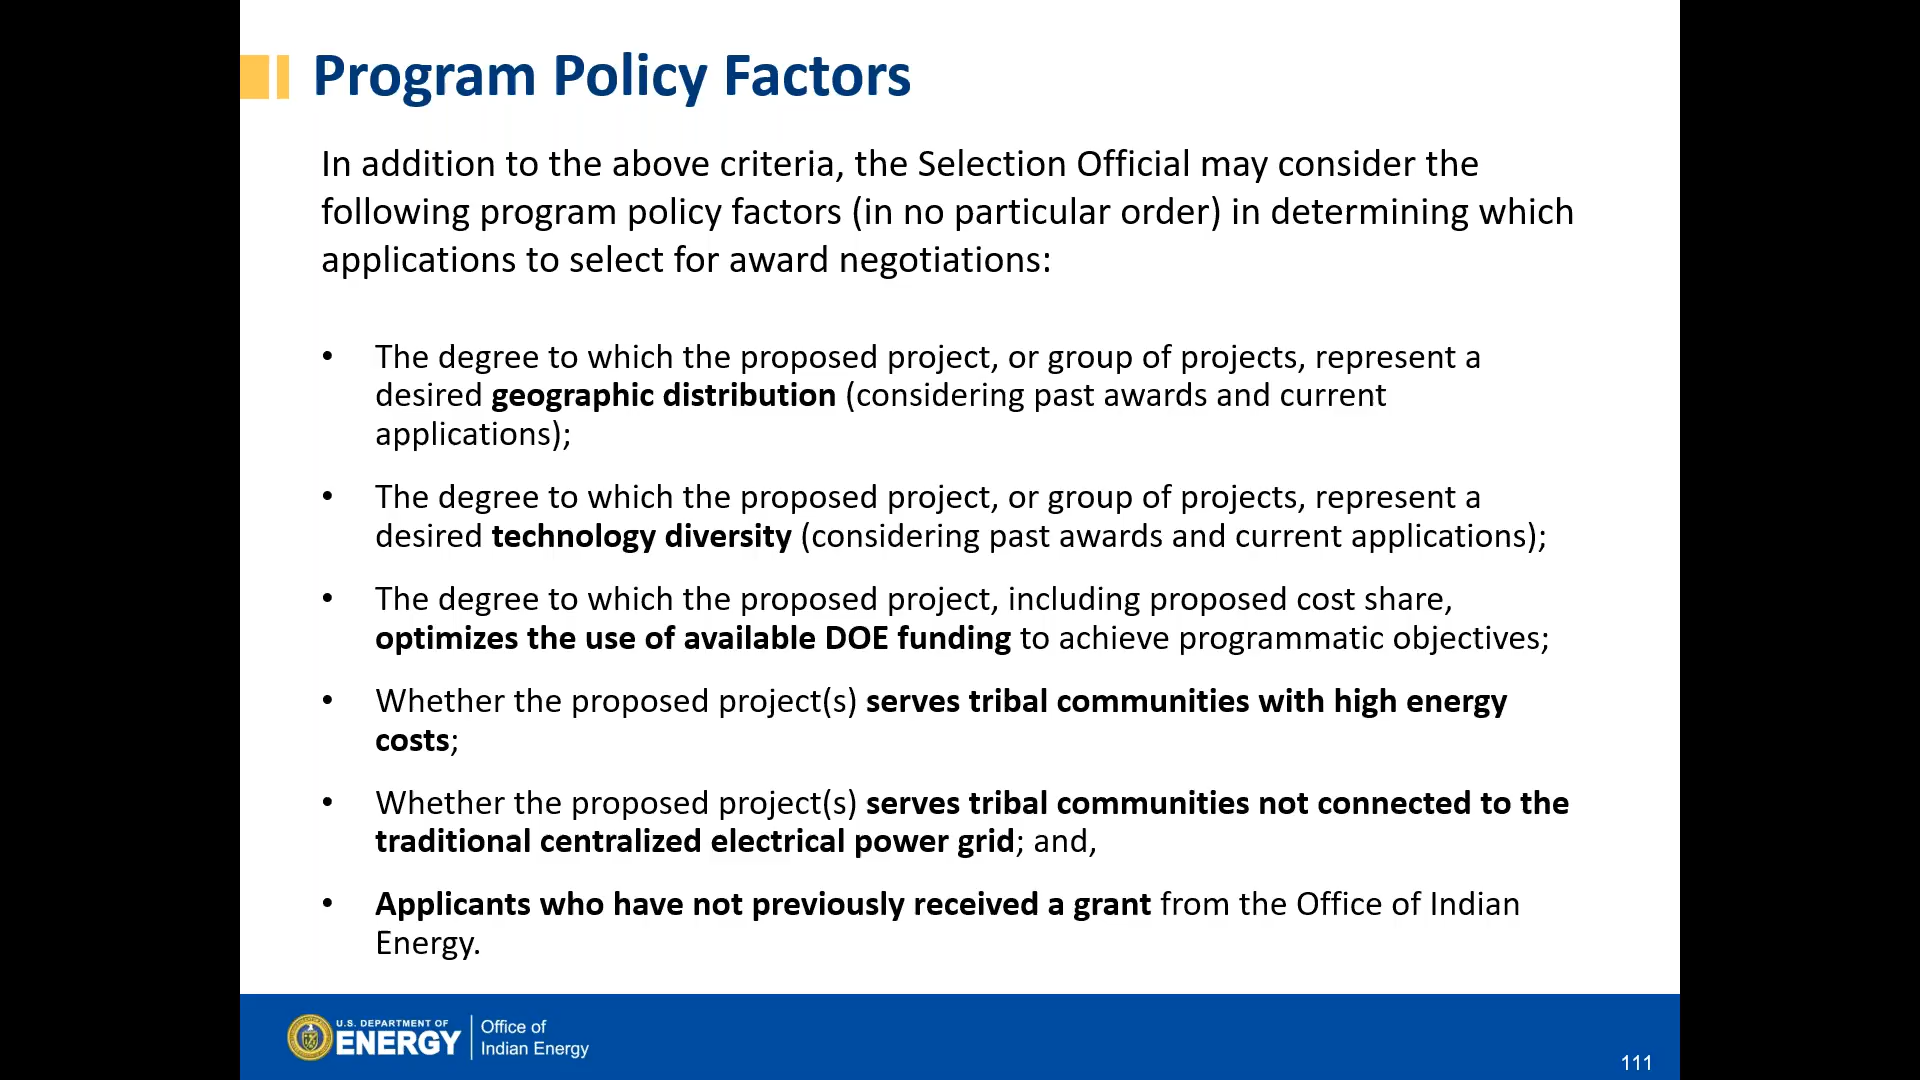 Program Policy Factors
In addition to the above criteria, the Selection Official may consider the
following program policy factors (in no particular order) in determining which
applications to select for award negotiations:
• The degree to which the proposed project, or group of projects, represent a
desired geographic distribution (considering past awards and current
applications);
• The degree to which the proposed project, or group of projects, represent a
desired technology diversity (considering past awards and current applications);
• The degree to which the proposed project, including proposed cost share,
optimizes the use of available DOE funding to achieve programmatic objectives;
• Whether the proposed project(s) serves tribal communities with high energy
costs;
• Whether the proposed project(s) serves tribal communities not connected to the
traditional centralized electrical power grid; and,
• Applicants who have not previously received a grant from the Office of Indian
Energy.
U.S. DEPARTMENT OF
ENERGY
Office of
Indian Energy
111